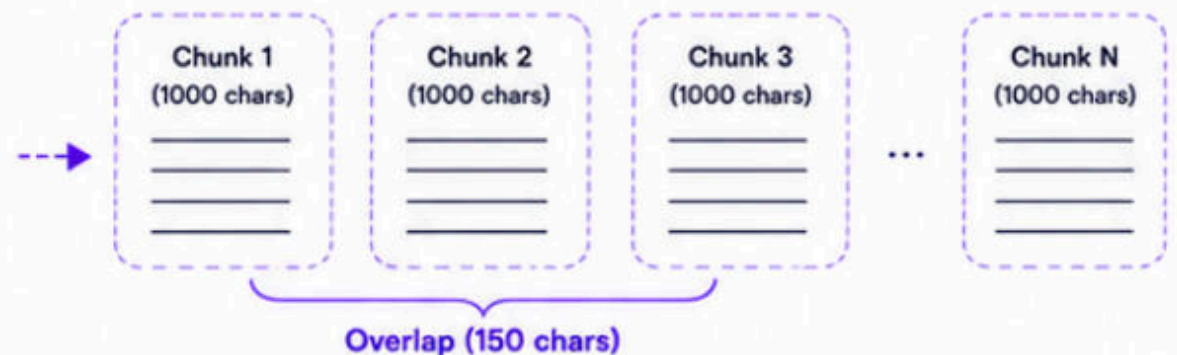 Chunk 1
(1000 chars)
Chunk 2
(1000 chars)
Chunk 3
(1000 chars)
...
Chunk N
(1000 chars)
Overlap (150 chars)